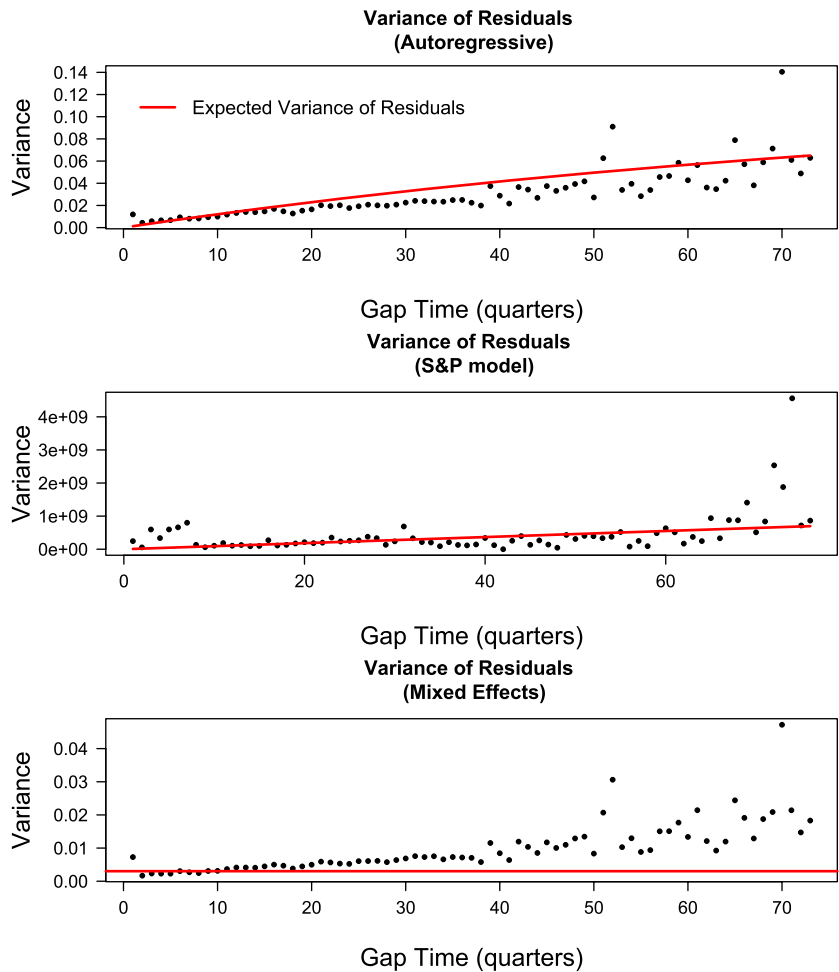 Variance of Residuals
(Autoregressive)
Variance
0.14
0.12
0.10
0.08
0.06
0.04
0.02
0.00
Expected Variance of Residuals
0 10 20 30 40 50 60 70
Gap Time (quarters)
Variance of Resduals
(S&P model)
Variance
4e+09
3e+09
2e+09
1e+09
0e+00
0 20 40 60
Gap Time (quarters)
Variance of Residuals
(Mixed Effects)
Variance
0.04
0.03
0.02
0.01
0.00
0 10 20 30 40 50 60 70
Gap Time (quarters)